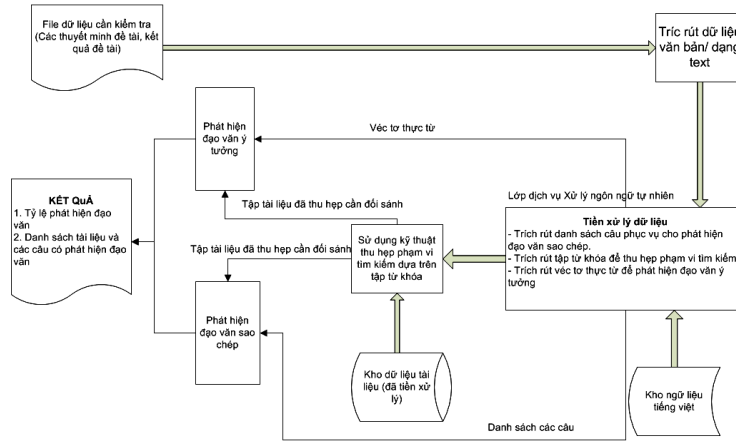 File dữ liệu cần kiểm tra
(Các thuyết minh đề tài, kết
quả đề tài)
Tríc rút dữ liệu
văn bản/ dạng
text
Phát hiện
đạo văn ý
tưởng
Véc tơ thực từ
KẾT QuẢ
1. Tỷ lệ phát hiện đạo
văn
2. Danh sách tài liệu và
các câu có phát hiện đạo
văn
Tập tài liệu đã thu hẹp cần đối sánh
Lớp dịch vụ Xử lý ngôn ngữ tự nhiên
Tiền xử lý dữ liệu
- Trích rút danh sách câu phục vụ cho phát hiện
đạo văn sao chép.
- Trích rút tập từ khóa để thu hẹp phạm vi tìm kiếm
- Trích rút véc tơ thực từ để phát hiện đạo văn ý
tưởng
Sử dụng kỹ thuật
thu hẹp phạm vi
tìm kiếm dựa trên
tập từ khóa
Tập tài liệu đã thu hẹp cần đối sánh
Phát hiện
đạo văn sao
chép
Kho dữ liệu tài
liệu (đã tiền xử
lý)
Kho ngữ liệu
tiếng việt
Danh sách các câu